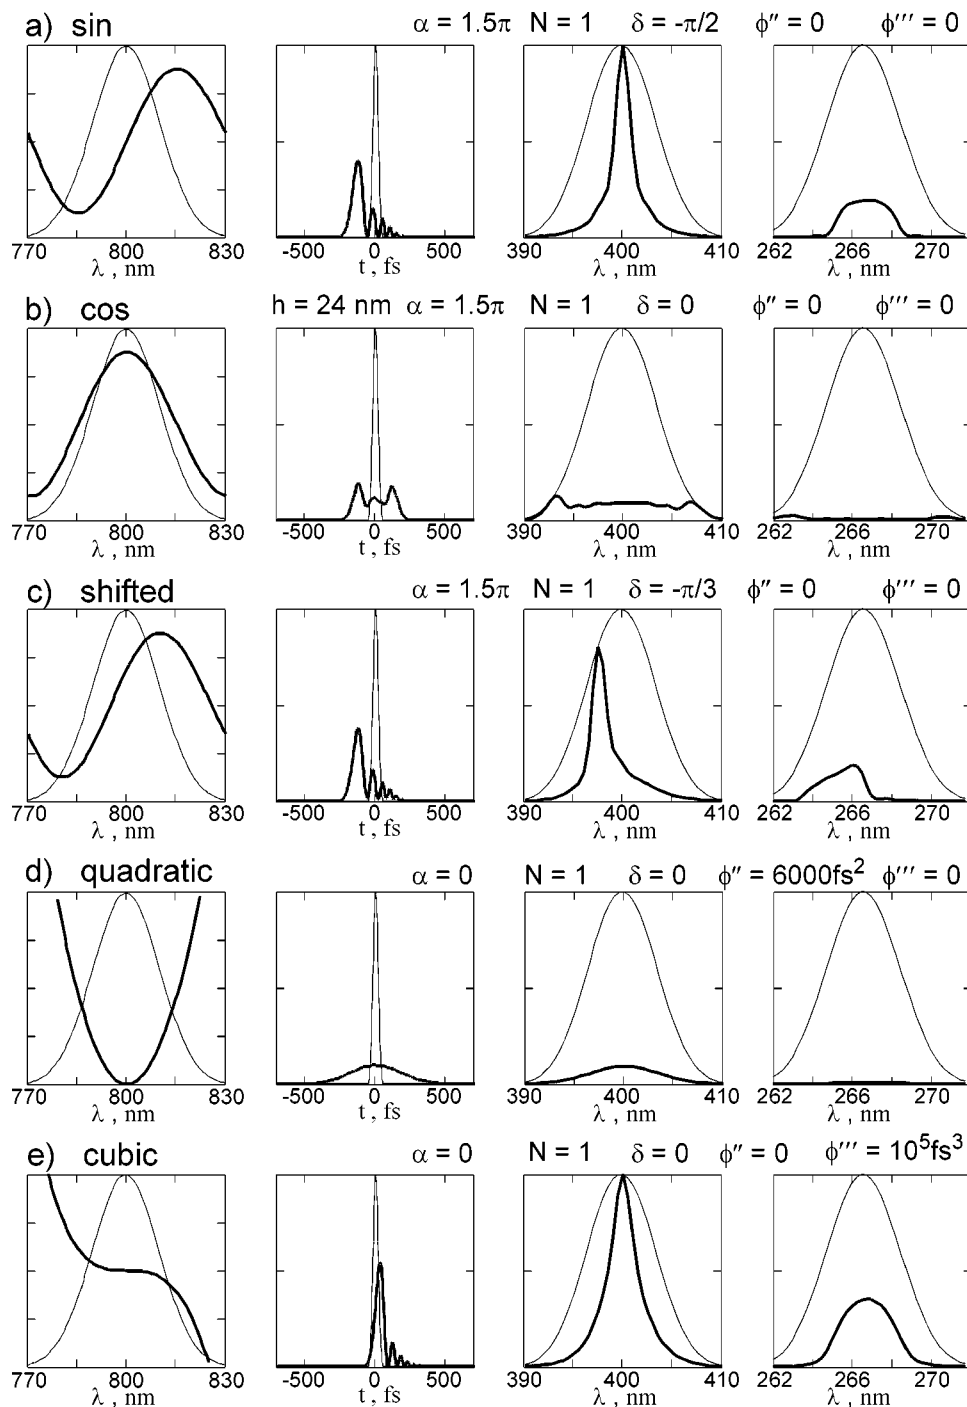 a) sin α = 1.5π N = 1 δ = -π/2 ϕ″ = 0 ϕ‴ = 0
770 800 830 -500 0 500 390 400 410 262 266 270
λ , nm t , fs λ , nm λ , nm
b) cos h = 24 nm α = 1.5π N = 1 δ = 0 ϕ″ = 0 ϕ‴ = 0
770 800 830 -500 0 500 390 400 410 262 266 270
λ , nm t , fs λ , nm λ , nm
c) shifted α = 1.5π N = 1 δ = -π/3 ϕ″ = 0 ϕ‴ = 0
770 800 830 -500 0 500 390 400 410 262 266 270
λ , nm t , fs λ , nm λ , nm
d) quadratic α = 0 N = 1 δ = 0 ϕ″ = 6000fs² ϕ‴ = 0
770 800 830 -500 0 500 390 400 410 262 266 270
λ , nm t , fs λ , nm λ , nm
e) cubic α = 0 N = 1 δ = 0 ϕ″ = 0 ϕ‴ = 10⁵fs³
770 800 830 -500 0 500 390 400 410 262 266 270
λ , nm t , fs λ , nm λ , nm